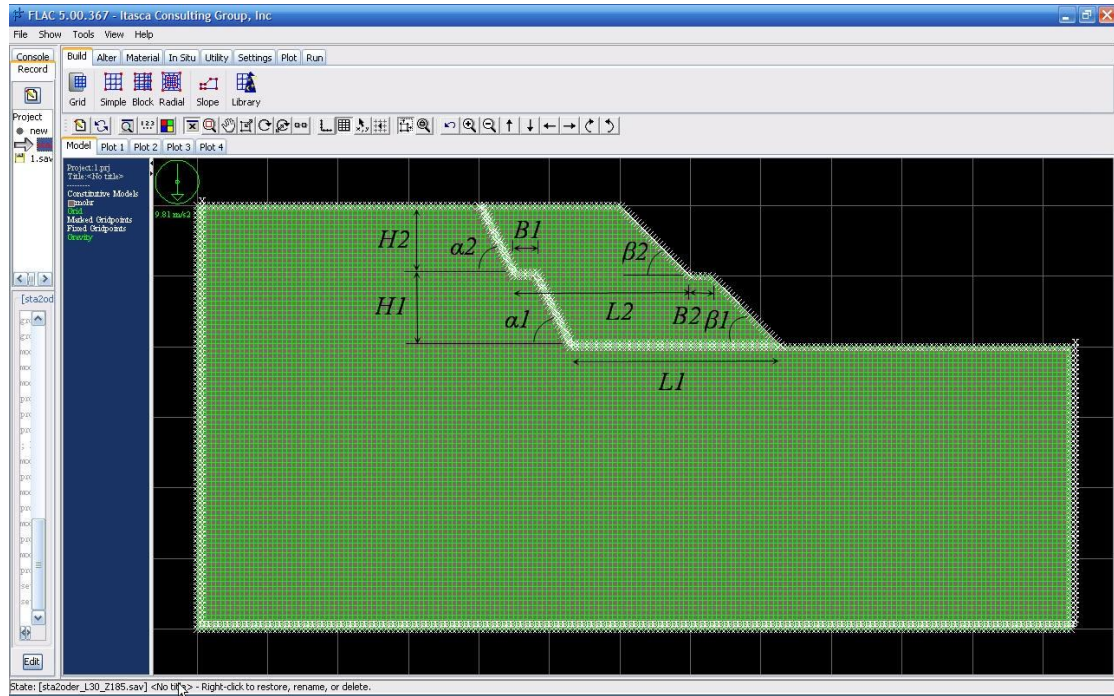 FLAC 5.00.367 - Itasca Consulting Group, Inc
File Show Tools View Help
Console
Record
Build Alter Material In Situ Utility Settings Plot Run
Grid Simple Block Radial Slope Library
Project
new
1.sav
Model Plot 1 Plot 2 Plot 3 Plot 4
Project:1.prj
Title:<No title>
Constitutive Models
mohr
Grid
Marked Gridpoints
Fixed Gridpoints
Gravity
9.81 m/s2
H2
α2
B1
β2
H1
α1
L2
B2
β1
L1
[sta2od
Edit
State: [sta2oder_L30_Z185.sav] <No title> - Right-click to restore, rename, or delete.